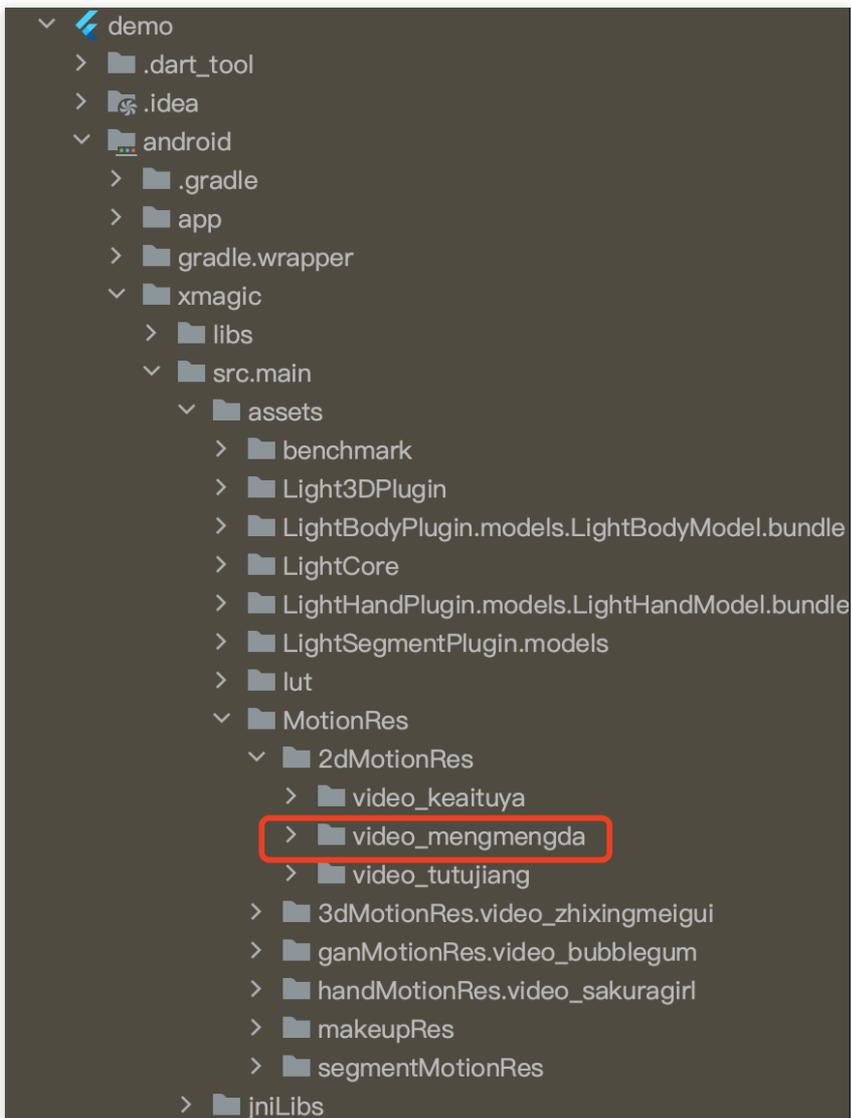 demo
.dart_tool
.idea
android
.gradle
app
gradle.wrapper
xmagic
libs
src.main
assets
benchmark
Light3DPlugin
LightBodyPlugin.models.LightBodyModel.bundle
LightCore
LightHandPlugin.models.LightHandModel.bundle
LightSegmentPlugin.models
lut
MotionRes
2dMotionRes
video_keaituya
video_mengmengda
video_tutujiang
3dMotionRes.video_zhixingmeigui
ganMotionRes.video_bubblegum
handMotionRes.video_sakuragirl
makeupRes
segmentMotionRes
jniLibs